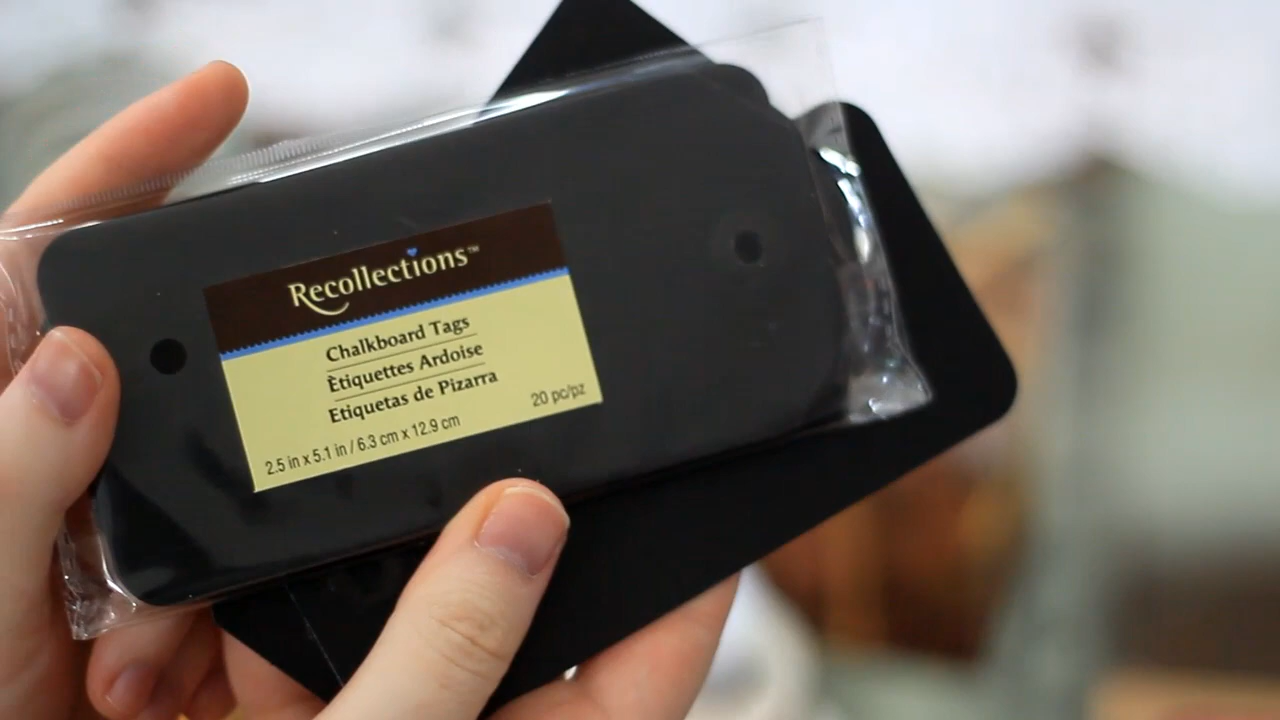 Recollections™
Chalkboard Tags
Ètiquettes Ardoise
Etiquetas de Pizarra
20 pc/pz
2.5 in x 5.1 in / 6.3 cm x 12.9 cm